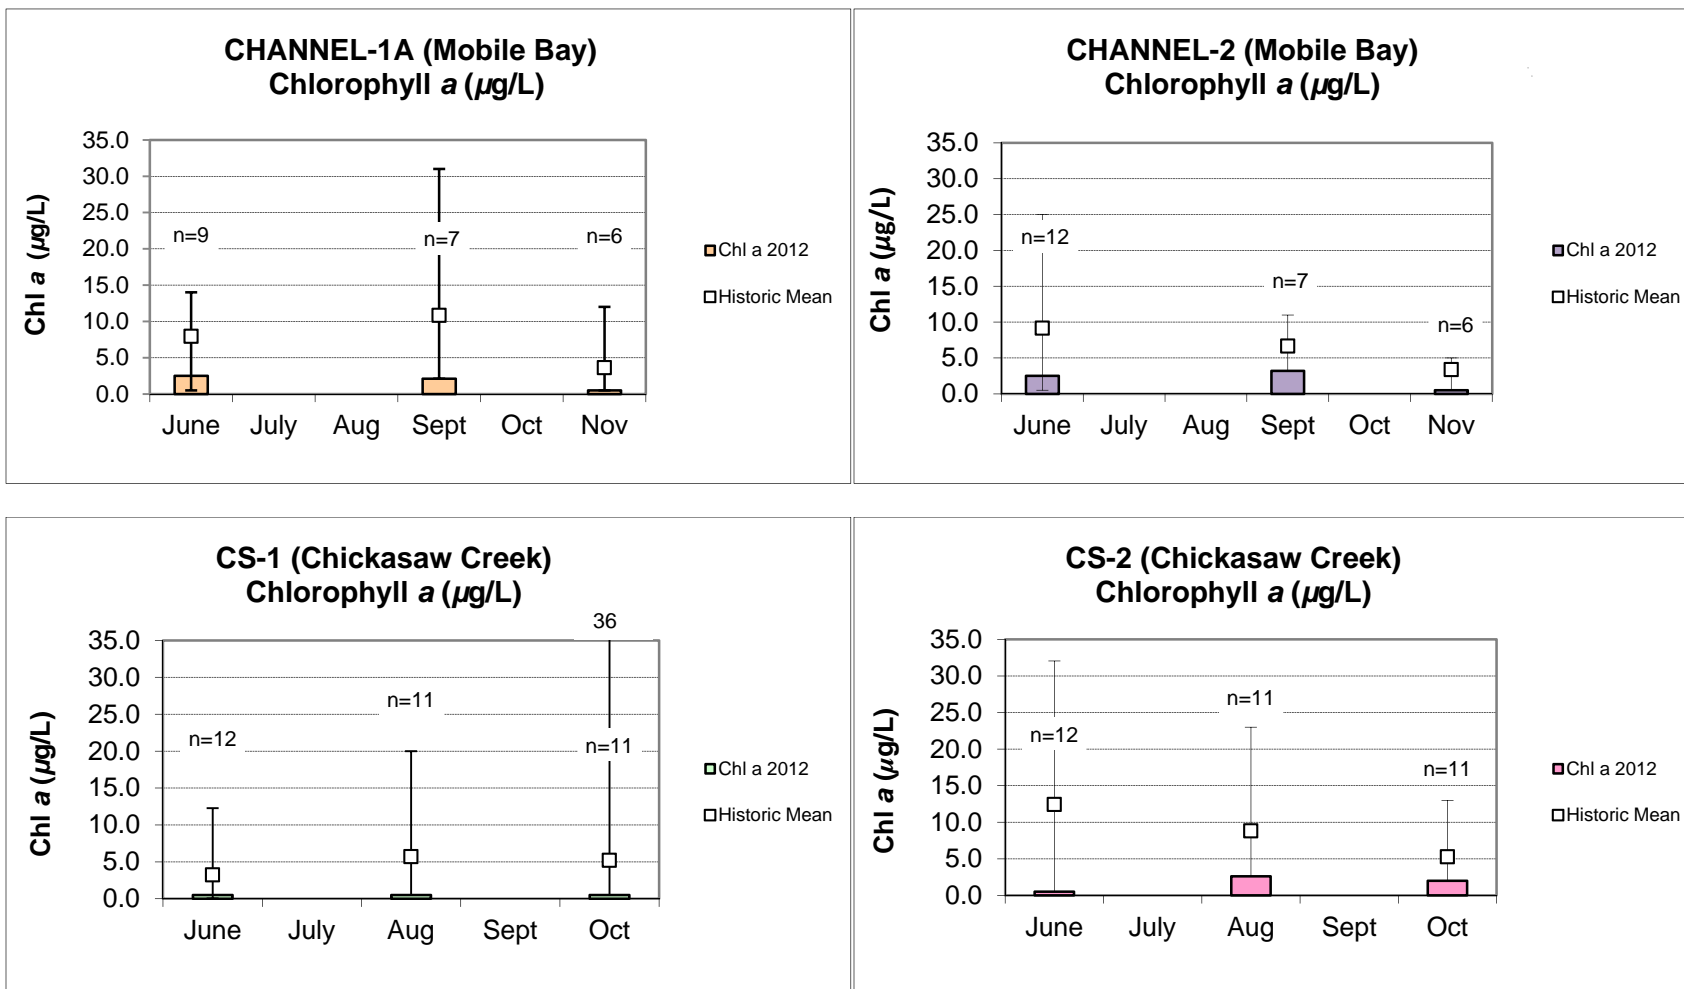 CHANNEL-1A (Mobile Bay)
Chlorophyll a (µg/L)
Chl a (µg/L)
35.0
30.0
25.0
20.0
15.0
10.0
5.0
0.0
n=9
n=7
n=6
June July Aug Sept Oct Nov
Chl a 2012
Historic Mean
CHANNEL-2 (Mobile Bay)
Chlorophyll a (µg/L)
Chl a (µg/L)
35.0
30.0
25.0
20.0
15.0
10.0
5.0
0.0
n=12
n=7
n=6
June July Aug Sept Oct Nov
Chl a 2012
Historic Mean
CS-1 (Chickasaw Creek)
Chlorophyll a (µg/L)
Chl a (µg/L)
36
35.0
30.0
25.0
20.0
15.0
10.0
5.0
0.0
n=12
n=11
n=11
June July Aug Sept Oct
Chl a 2012
Historic Mean
CS-2 (Chickasaw Creek)
Chlorophyll a (µg/L)
Chl a (µg/L)
35.0
30.0
25.0
20.0
15.0
10.0
5.0
0.0
n=12
n=11
n=11
June July Aug Sept Oct
Chl a 2012
Historic Mean